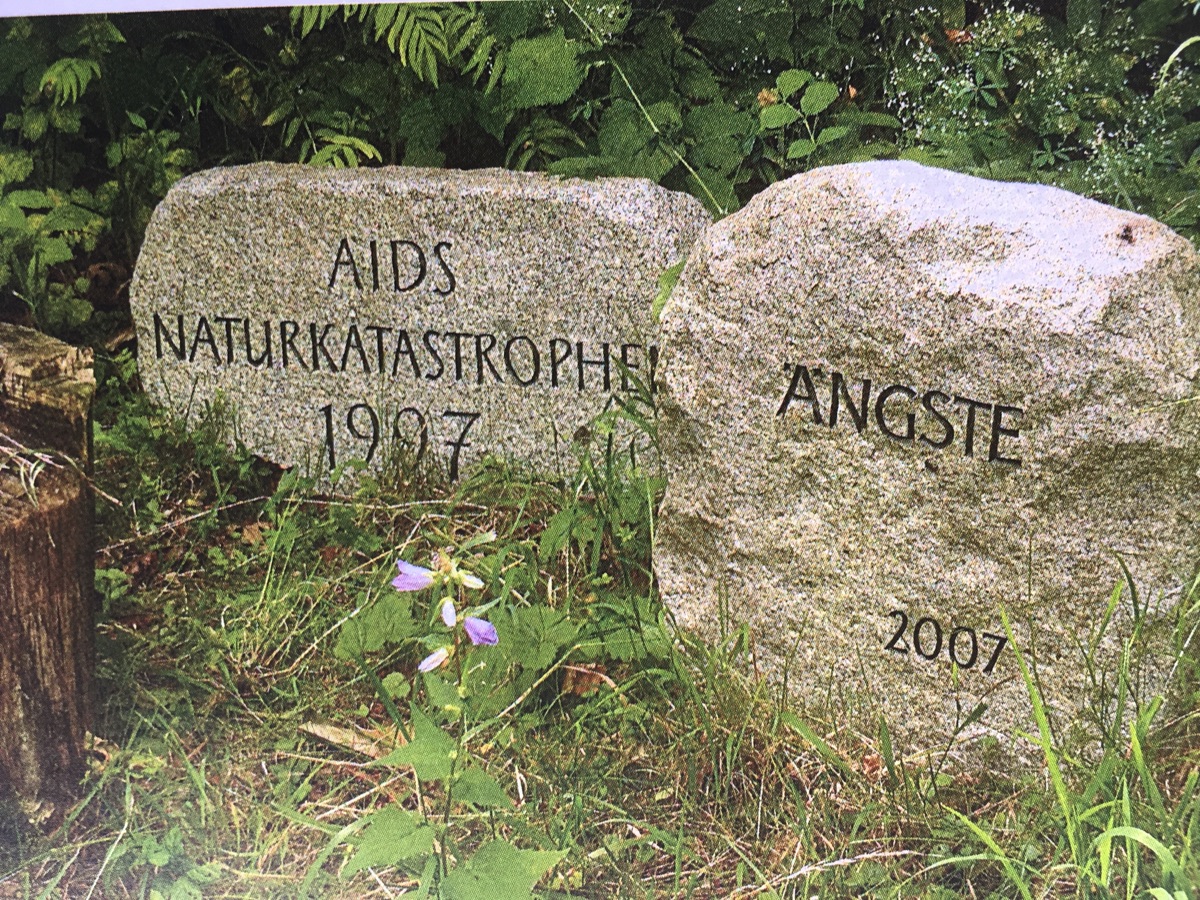 AIDS
NATURKATASTROPHEN
1997
ÄNGSTE
2007